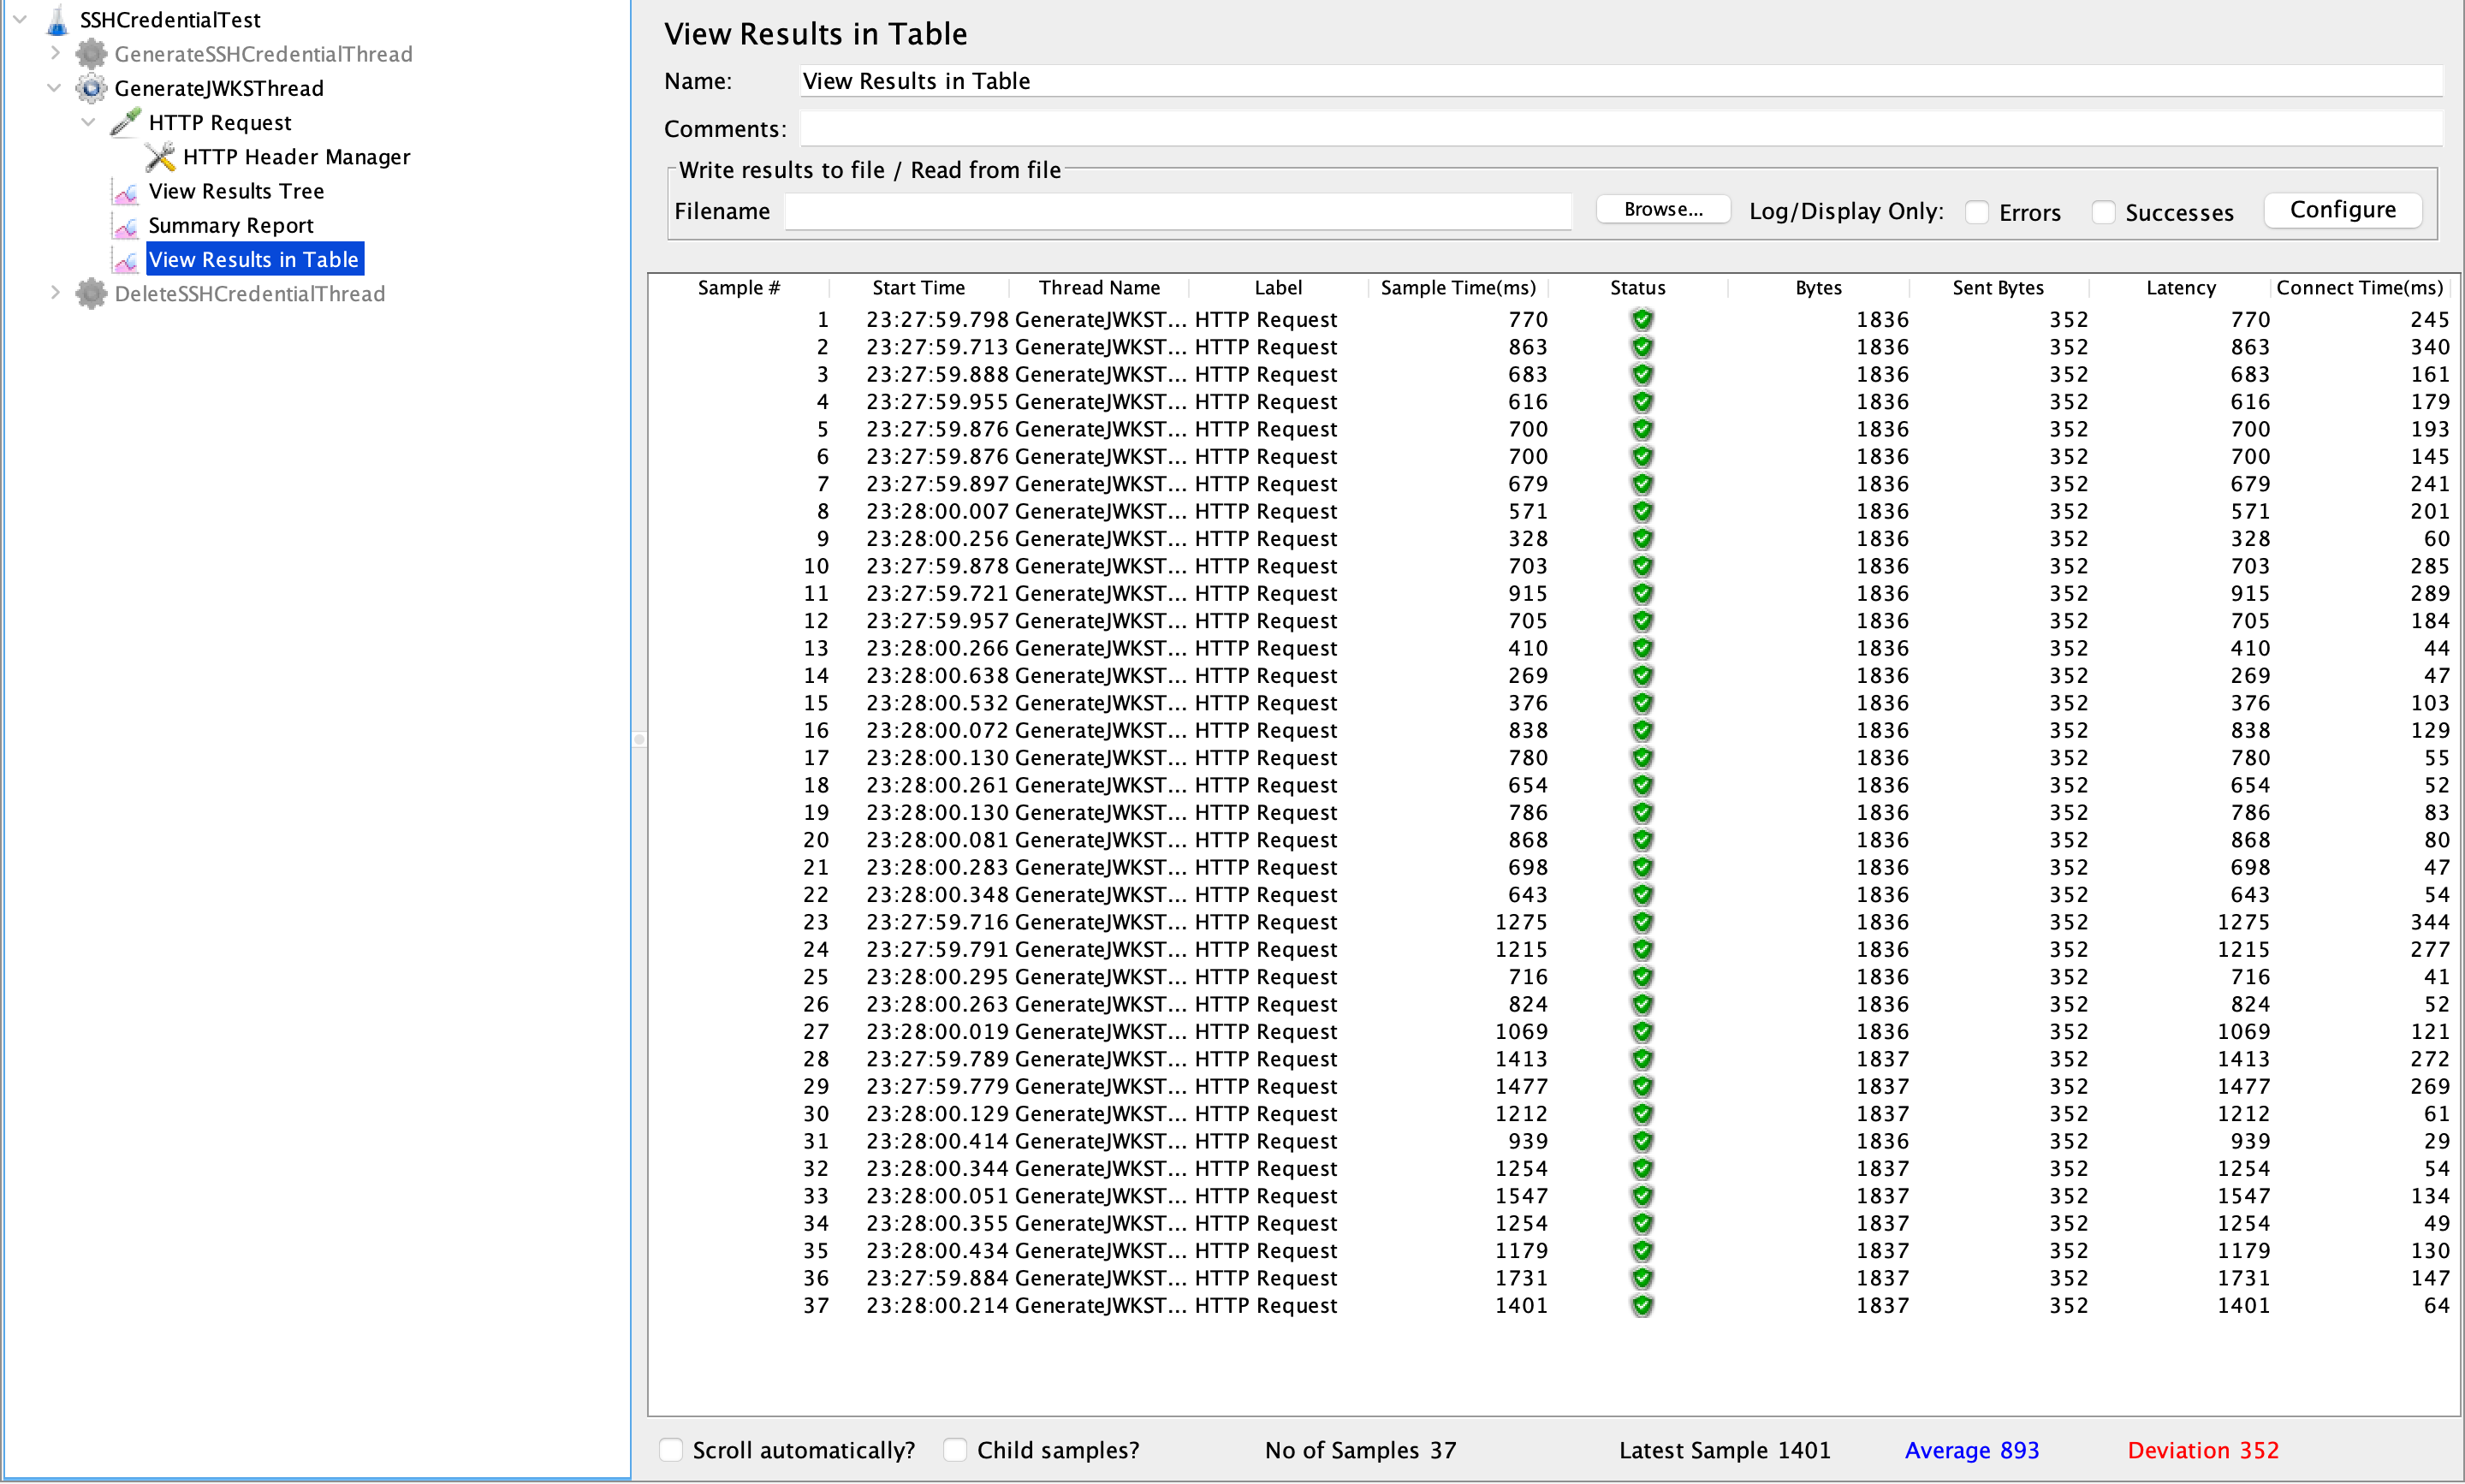 SSHCredentialTest
GenerateSSHCredentialThread
GenerateJWKSThread
HTTP Request
HTTP Header Manager
View Results Tree
Summary Report
View Results in Table
DeleteSSHCredentialThread
View Results in Table
Name: View Results in Table
Comments:
Write results to file / Read from file
Filename Browse... Log/Display Only: Errors Successes Configure
Sample # Start Time Thread Name Label Sample Time(ms) Status Bytes Sent Bytes Latency Connect Time(ms)
1 23:27:59.798 GenerateJWKST... HTTP Request 770 1836 352 770 245
2 23:27:59.713 GenerateJWKST... HTTP Request 863 1836 352 863 340
3 23:27:59.888 GenerateJWKST... HTTP Request 683 1836 352 683 161
4 23:27:59.955 GenerateJWKST... HTTP Request 616 1836 352 616 179
5 23:27:59.876 GenerateJWKST... HTTP Request 700 1836 352 700 193
6 23:27:59.876 GenerateJWKST... HTTP Request 700 1836 352 700 145
7 23:27:59.897 GenerateJWKST... HTTP Request 679 1836 352 679 241
8 23:28:00.007 GenerateJWKST... HTTP Request 571 1836 352 571 201
9 23:28:00.256 GenerateJWKST... HTTP Request 328 1836 352 328 60
10 23:27:59.878 GenerateJWKST... HTTP Request 703 1836 352 703 285
11 23:27:59.721 GenerateJWKST... HTTP Request 915 1836 352 915 289
12 23:27:59.957 GenerateJWKST... HTTP Request 705 1836 352 705 184
13 23:28:00.266 GenerateJWKST... HTTP Request 410 1836 352 410 44
14 23:28:00.638 GenerateJWKST... HTTP Request 269 1836 352 269 47
15 23:28:00.532 GenerateJWKST... HTTP Request 376 1836 352 376 103
16 23:28:00.072 GenerateJWKST... HTTP Request 838 1836 352 838 129
17 23:28:00.130 GenerateJWKST... HTTP Request 780 1836 352 780 55
18 23:28:00.261 GenerateJWKST... HTTP Request 654 1836 352 654 52
19 23:28:00.130 GenerateJWKST... HTTP Request 786 1836 352 786 83
20 23:28:00.081 GenerateJWKST... HTTP Request 868 1836 352 868 80
21 23:28:00.283 GenerateJWKST... HTTP Request 698 1836 352 698 47
22 23:28:00.348 GenerateJWKST... HTTP Request 643 1836 352 643 54
23 23:27:59.716 GenerateJWKST... HTTP Request 1275 1836 352 1275 344
24 23:27:59.791 GenerateJWKST... HTTP Request 1215 1836 352 1215 277
25 23:28:00.295 GenerateJWKST... HTTP Request 716 1836 352 716 41
26 23:28:00.263 GenerateJWKST... HTTP Request 824 1836 352 824 52
27 23:28:00.019 GenerateJWKST... HTTP Request 1069 1836 352 1069 121
28 23:27:59.789 GenerateJWKST... HTTP Request 1413 1837 352 1413 272
29 23:27:59.779 GenerateJWKST... HTTP Request 1477 1837 352 1477 269
30 23:28:00.129 GenerateJWKST... HTTP Request 1212 1837 352 1212 61
31 23:28:00.414 GenerateJWKST... HTTP Request 939 1836 352 939 29
32 23:28:00.344 GenerateJWKST... HTTP Request 1254 1837 352 1254 54
33 23:28:00.051 GenerateJWKST... HTTP Request 1547 1837 352 1547 134
34 23:28:00.355 GenerateJWKST... HTTP Request 1254 1837 352 1254 49
35 23:28:00.434 GenerateJWKST... HTTP Request 1179 1837 352 1179 130
36 23:27:59.884 GenerateJWKST... HTTP Request 1731 1837 352 1731 147
37 23:28:00.214 GenerateJWKST... HTTP Request 1401 1837 352 1401 64
Scroll automatically? Child samples? No of Samples 37 Latest Sample 1401 Average 893 Deviation 352